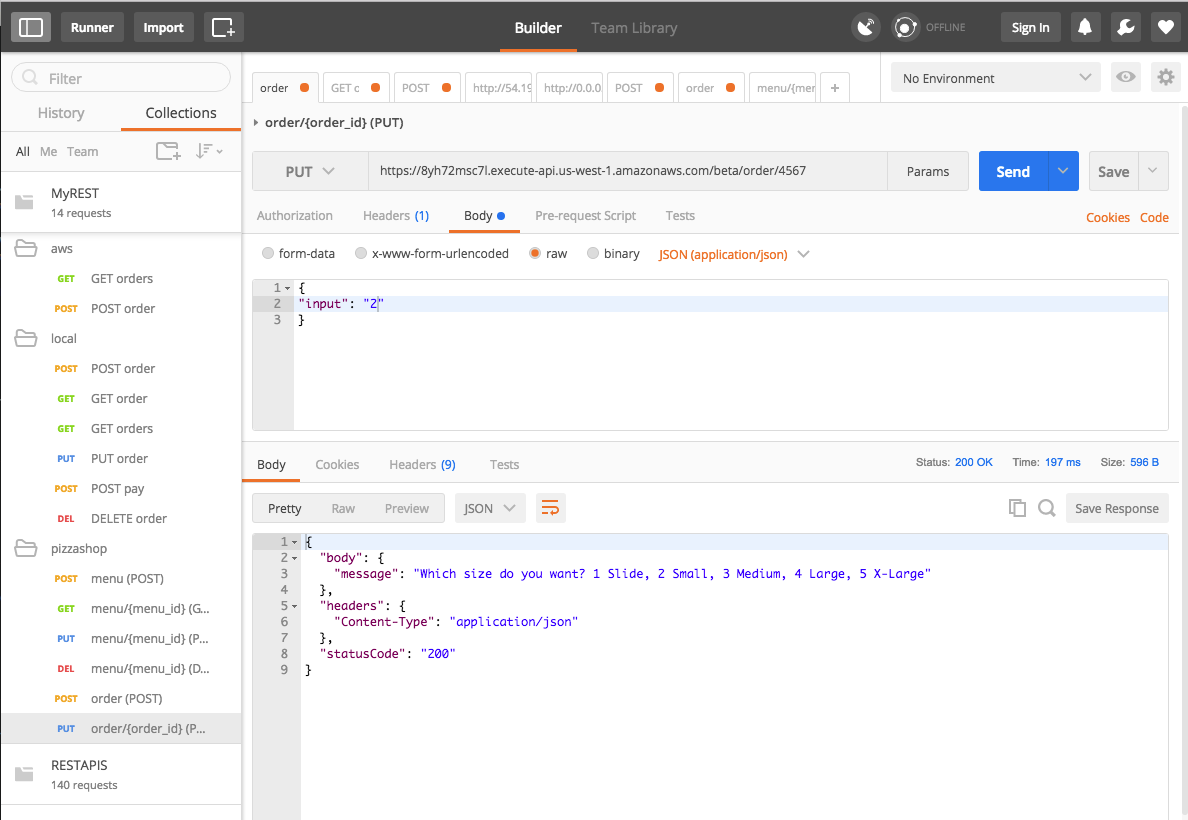 Runner Import Builder Team Library OFFLINE Sign In
Filter
History Collections
All Me Team
MyREST
14 requests
aws
GET GET orders
POST POST order
local
POST POST order
GET GET order
GET GET orders
PUT PUT order
POST POST pay
DEL DELETE order
pizzashop
POST menu (POST)
GET menu/{menu_id} (G...
PUT menu/{menu_id} (P...
DEL menu/{menu_id} (D...
POST order (POST)
PUT order/{order_id} (P...
RESTAPIS
140 requests
order GET c POST http://54.19 http://0.0.0 POST order menu/{mer +
No Environment
order/{order_id} (PUT)
PUT https://8yh72msc7l.execute-api.us-west-1.amazonaws.com/beta/order/4567 Params Send Save
Authorization Headers (1) Body Pre-request Script Tests Cookies Code
form-data x-www-form-urlencoded raw binary JSON (application/json)
1 {
2 "input": "2"
3 }
Body Cookies Headers (9) Tests Status: 200 OK Time: 197 ms Size: 596 B
Pretty Raw Preview JSON Save Response
1 {
2 "body": {
3 "message": "Which size do you want? 1 Slide, 2 Small, 3 Medium, 4 Large, 5 X-Large"
4 },
5 "headers": {
6 "Content-Type": "application/json"
7 },
8 "statusCode": "200"
9 }